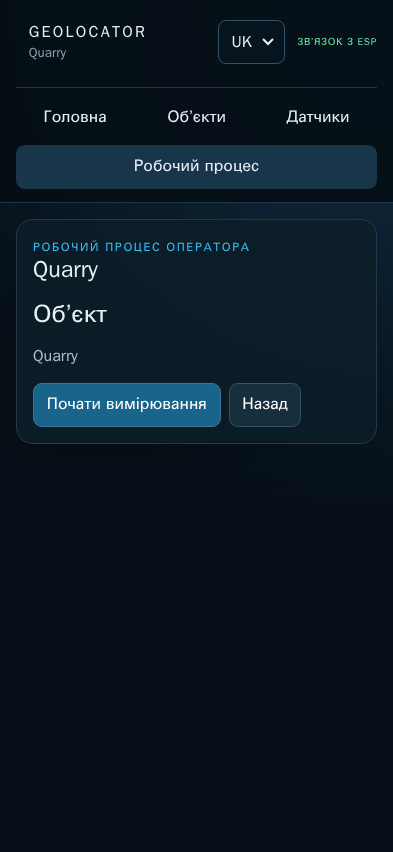 GEOLOCATOR
Quarry
UK
ЗВ'ЯЗОК З ESP
Головна
Об'єкти
Датчики
Робочий процес
РОБОЧИЙ ПРОЦЕС ОПЕРАТОРА
Quarry
Об'єкт
Quarry
Почати вимірювання
Назад